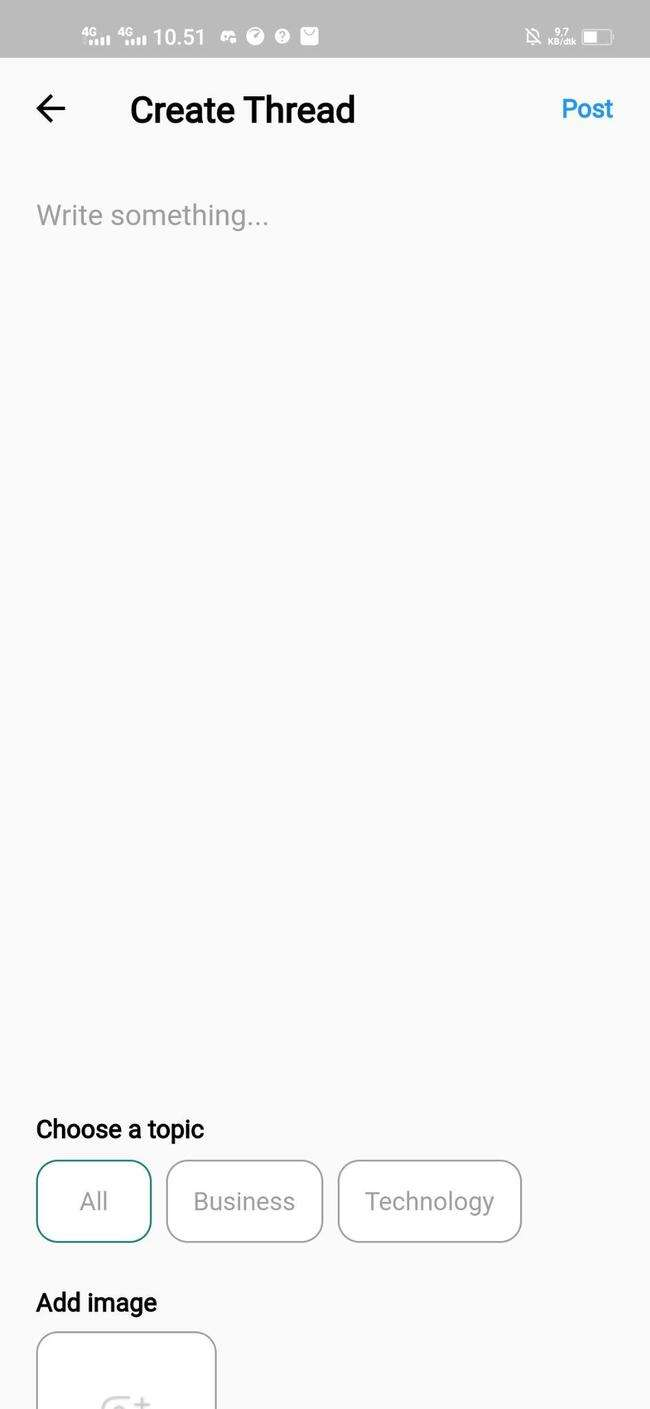 4G 4G 10.51 9.7 KB/dtk
Create Thread Post
Write something...
Choose a topic
All Business Technology
Add image